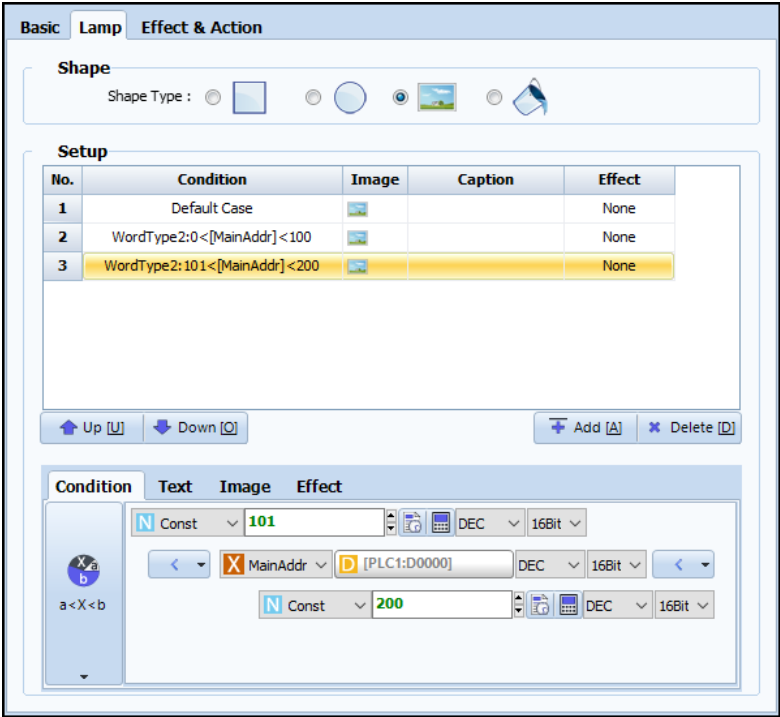 Basic Lamp Effect & Action
Shape
Shape Type :
Setup
No. Condition Image Caption Effect
1 Default Case None
2 WordType2:0<[MainAddr]<100 None
3 WordType2:101<[MainAddr]<200 None
Up [U] Down [O] Add [A] Delete [D]
Condition Text Image Effect
N Const 101 DEC 16Bit
< X MainAddr D [PLC1:D0000] DEC 16Bit <
X a b
a<X<b
N Const 200 DEC 16Bit